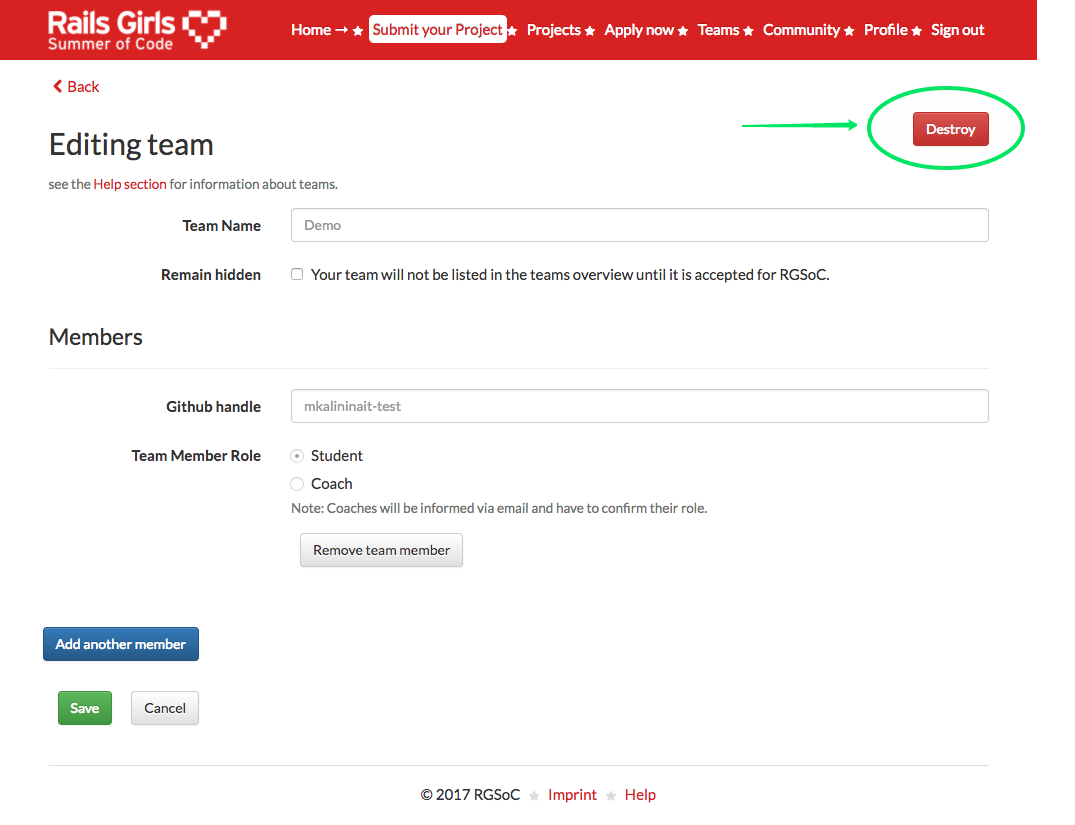 Rails Girls
Summer of Code
Home → ★ Submit your Project ★ Projects ★ Apply now ★ Teams ★ Community ★ Profile ★ Sign out
Back
Destroy
Editing team
see the Help section for information about teams.
Team Name Demo
Remain hidden Your team will not be listed in the teams overview until it is accepted for RGSoC.
Members
Github handle mkalininait-test
Team Member Role Student
Coach
Note: Coaches will be informed via email and have to confirm their role.
Remove team member
Add another member
Save Cancel
© 2017 RGSoC ★ Imprint ★ Help